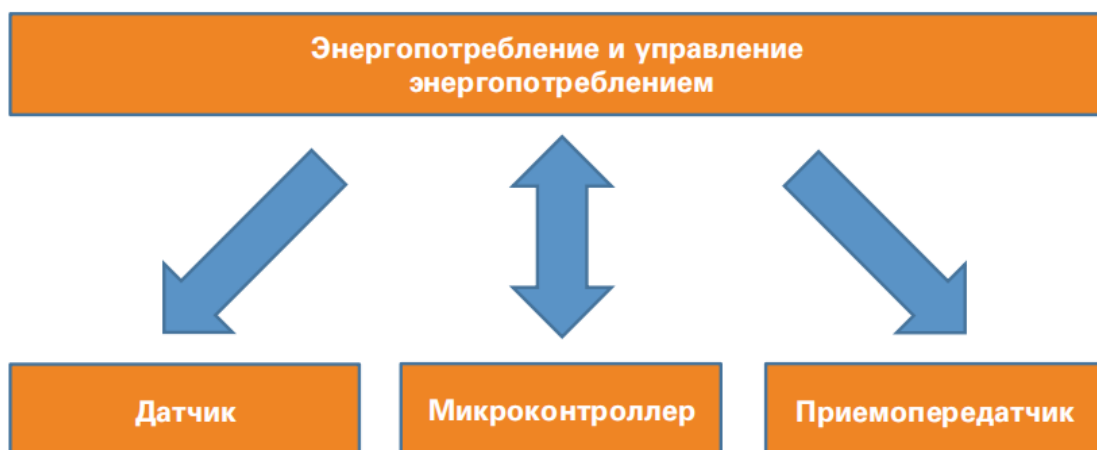 Энергопотребление и управление
энергопотреблением
Датчик
Микроконтроллер
Приемопередатчик